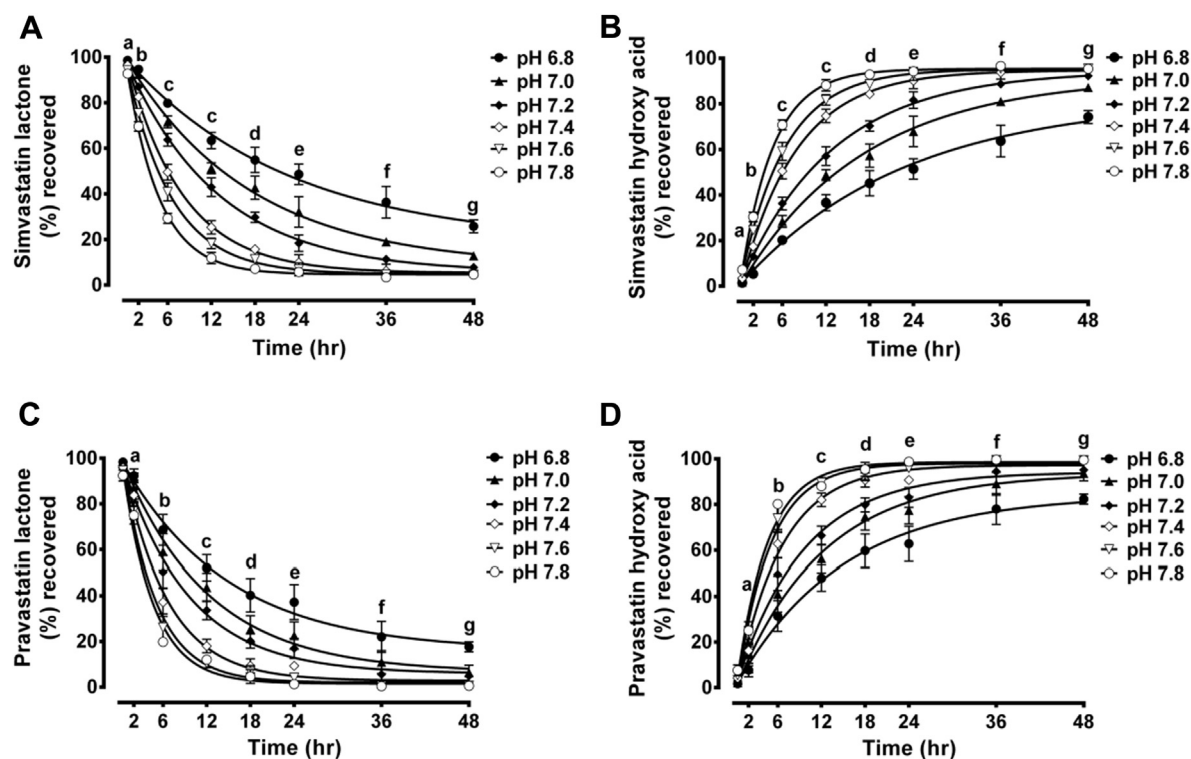 A
a
b
c
c
d
e
f
g
100
80
60
40
20
0
Simvastatin lactone
(%) recovered
2 6 12 18 24 36 48
Time (hr)
pH 6.8
pH 7.0
pH 7.2
pH 7.4
pH 7.6
pH 7.8
B
a
b
c
c
d
e
f
g
100
80
60
40
20
0
Simvastatin hydroxy acid
(%) recovered
2 6 12 18 24 36 48
Time (hr)
pH 6.8
pH 7.0
pH 7.2
pH 7.4
pH 7.6
pH 7.8
C
a
b
c
d
e
f
g
100
80
60
40
20
0
Pravastatin lactone
(%) recovered
2 6 12 18 24 36 48
Time (hr)
pH 6.8
pH 7.0
pH 7.2
pH 7.4
pH 7.6
pH 7.8
D
a
b
c
d
e
f
g
100
80
60
40
20
0
Pravastatin hydroxy acid
(%) recovered
2 6 12 18 24 36 48
Time (hr)
pH 6.8
pH 7.0
pH 7.2
pH 7.4
pH 7.6
pH 7.8